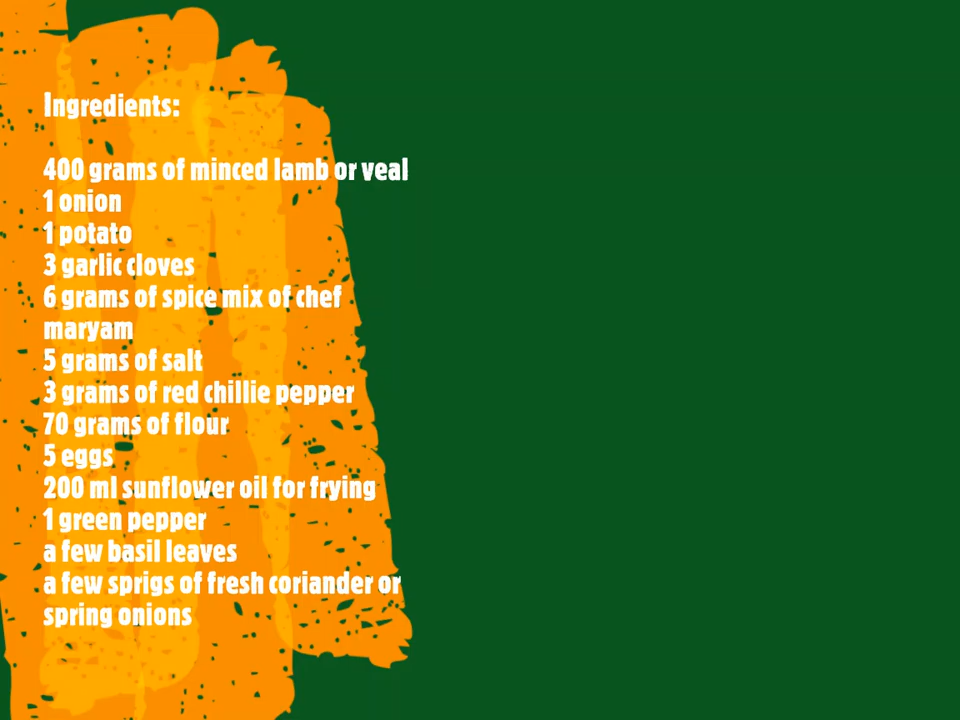 Ingredients:
400 grams of minced lamb or veal
1 onion
1 potato
3 garlic cloves
6 grams of spice mix of chef
maryam
5 grams of salt
3 grams of red chillie pepper
70 grams of flour
5 eggs
200 ml sunflower oil for frying
1 green pepper
a few basil leaves
a few sprigs of fresh coriander or
spring onions